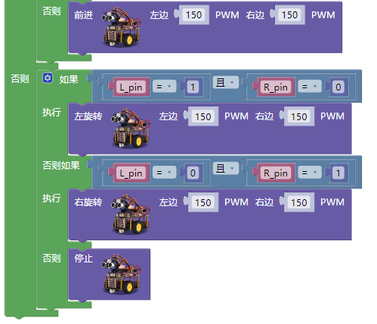 否则 前进 左边 150 PWM 右边 150 PWM
否则 如果 L_pin = 1 且 R_pin = 0
执行 左旋转 左边 150 PWM 右边 150 PWM
否则如果 L_pin = 0 且 R_pin = 1
执行 右旋转 左边 150 PWM 右边 150 PWM
否则 停止